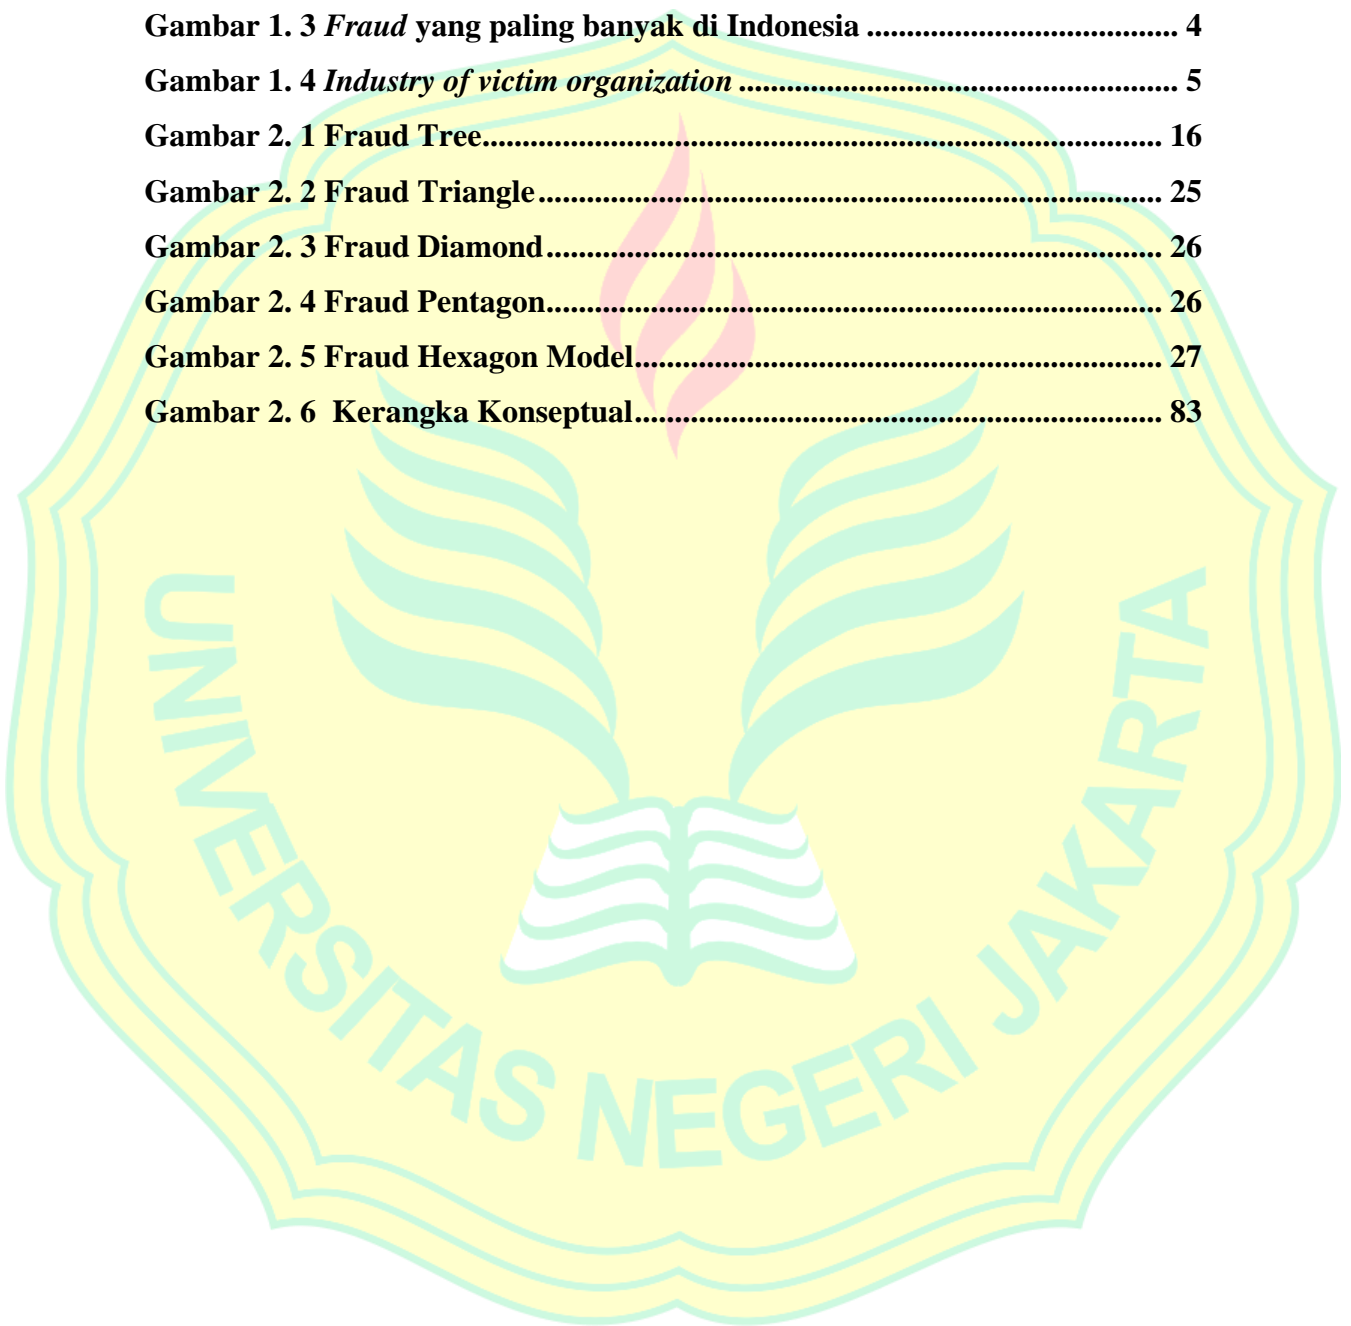 Gambar 1. 3 Fraud yang paling banyak di Indonesia ....................................... 4
Gambar 1. 4 Industry of victim organization ....................................................... 5
Gambar 2. 1 Fraud Tree..................................................................................... 16
Gambar 2. 2 Fraud Triangle .............................................................................. 25
Gambar 2. 3 Fraud Diamond ............................................................................. 26
Gambar 2. 4 Fraud Pentagon............................................................................. 26
Gambar 2. 5 Fraud Hexagon Model.................................................................. 27
Gambar 2. 6  Kerangka Konseptual.................................................................. 83
UNIVERSITAS NEGERI JAKARTA